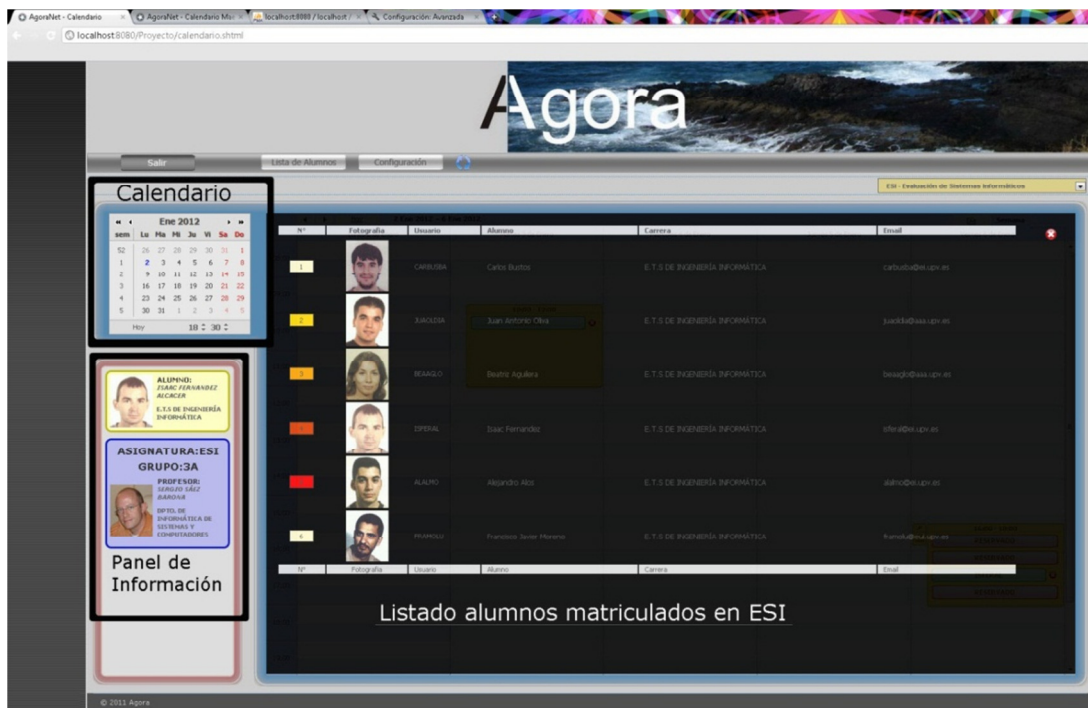 AgoraNet - Calendario
AgoraNet - Calendario Mar
localhost:8080 / localhost /
Configuración: Avanzada
localhost:8080/Proyecto/calendario.shtml
Agora
Salir
Lista de Alumnos
Configuración
ESI - Evaluación de Sistemas Informáticos
Calendario
Ene 2012
sem Lu Ma Mi Ju Vi Sa Do
52 26 27 28 29 30 31 1
1 2 3 4 5 6 7 8
2 9 10 11 12 13 14 15
3 16 17 18 19 20 21 22
4 23 24 25 26 27 28 29
5 30 31 1 2 3 4 5
Hoy 18 : 30 :
ALUMNO:
ISAAC FERNANDEZ
ALCACER
E.T.S DE INGENIERÍA
INFORMÁTICA
ASIGNATURA:ESI
GRUPO:3A
PROFESOR:
SERGIO SÁEZ
BARONA
DPTO. DE
INFORMÁTICA DE
SISTEMAS Y
COMPUTADORES
Panel de
Información
Nº Fotografía Usuario Alumno Carrera Email
1 CARBUSBA Carlos Bustos E.T.S DE INGENIERÍA INFORMÁTICA carbusba@ei.upv.es
2 JUAOLDIA Juan Antonio Oliva E.T.S DE INGENIERÍA INFORMÁTICA juaoldia@aaa.upv.es
3 BEAAGLO Beatriz Aguilera E.T.S DE INGENIERÍA INFORMÁTICA beaaglo@aaa.upv.es
4 ISFERAL Isaac Fernandez E.T.S DE INGENIERÍA INFORMÁTICA isferal@ei.upv.es
ALALMO Alejandro Alos E.T.S DE INGENIERÍA INFORMÁTICA alalmo@ei.upv.es
6 FRAMOLU Francisco Javier Moreno E.T.S DE INGENIERÍA INFORMÁTICA
Nº Fotografía Usuario Alumno Carrera Email
Listado alumnos matriculados en ESI
© 2011 Agora